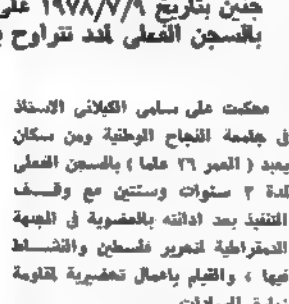 جنين بتاريخ ١٩٧٨/٧/٩ على
بالسجن الفعلي لمدد تتراوح
حكمت على سامي الكيلاني الاستاذ
في جامعة النجاح الوطنية ومن سكان
يعبد ( العمر ٢٦ عاما ) بالسجن الفعلي
لمدة ٣ سنوات وسنتين مع وقف
التنفيذ بعد ادانته بالعضوية في الجبهة
الديمقراطية لتحرير فلسطين والنشاط
فيها ، والقيام باعمال تحضيرية لمقاومة